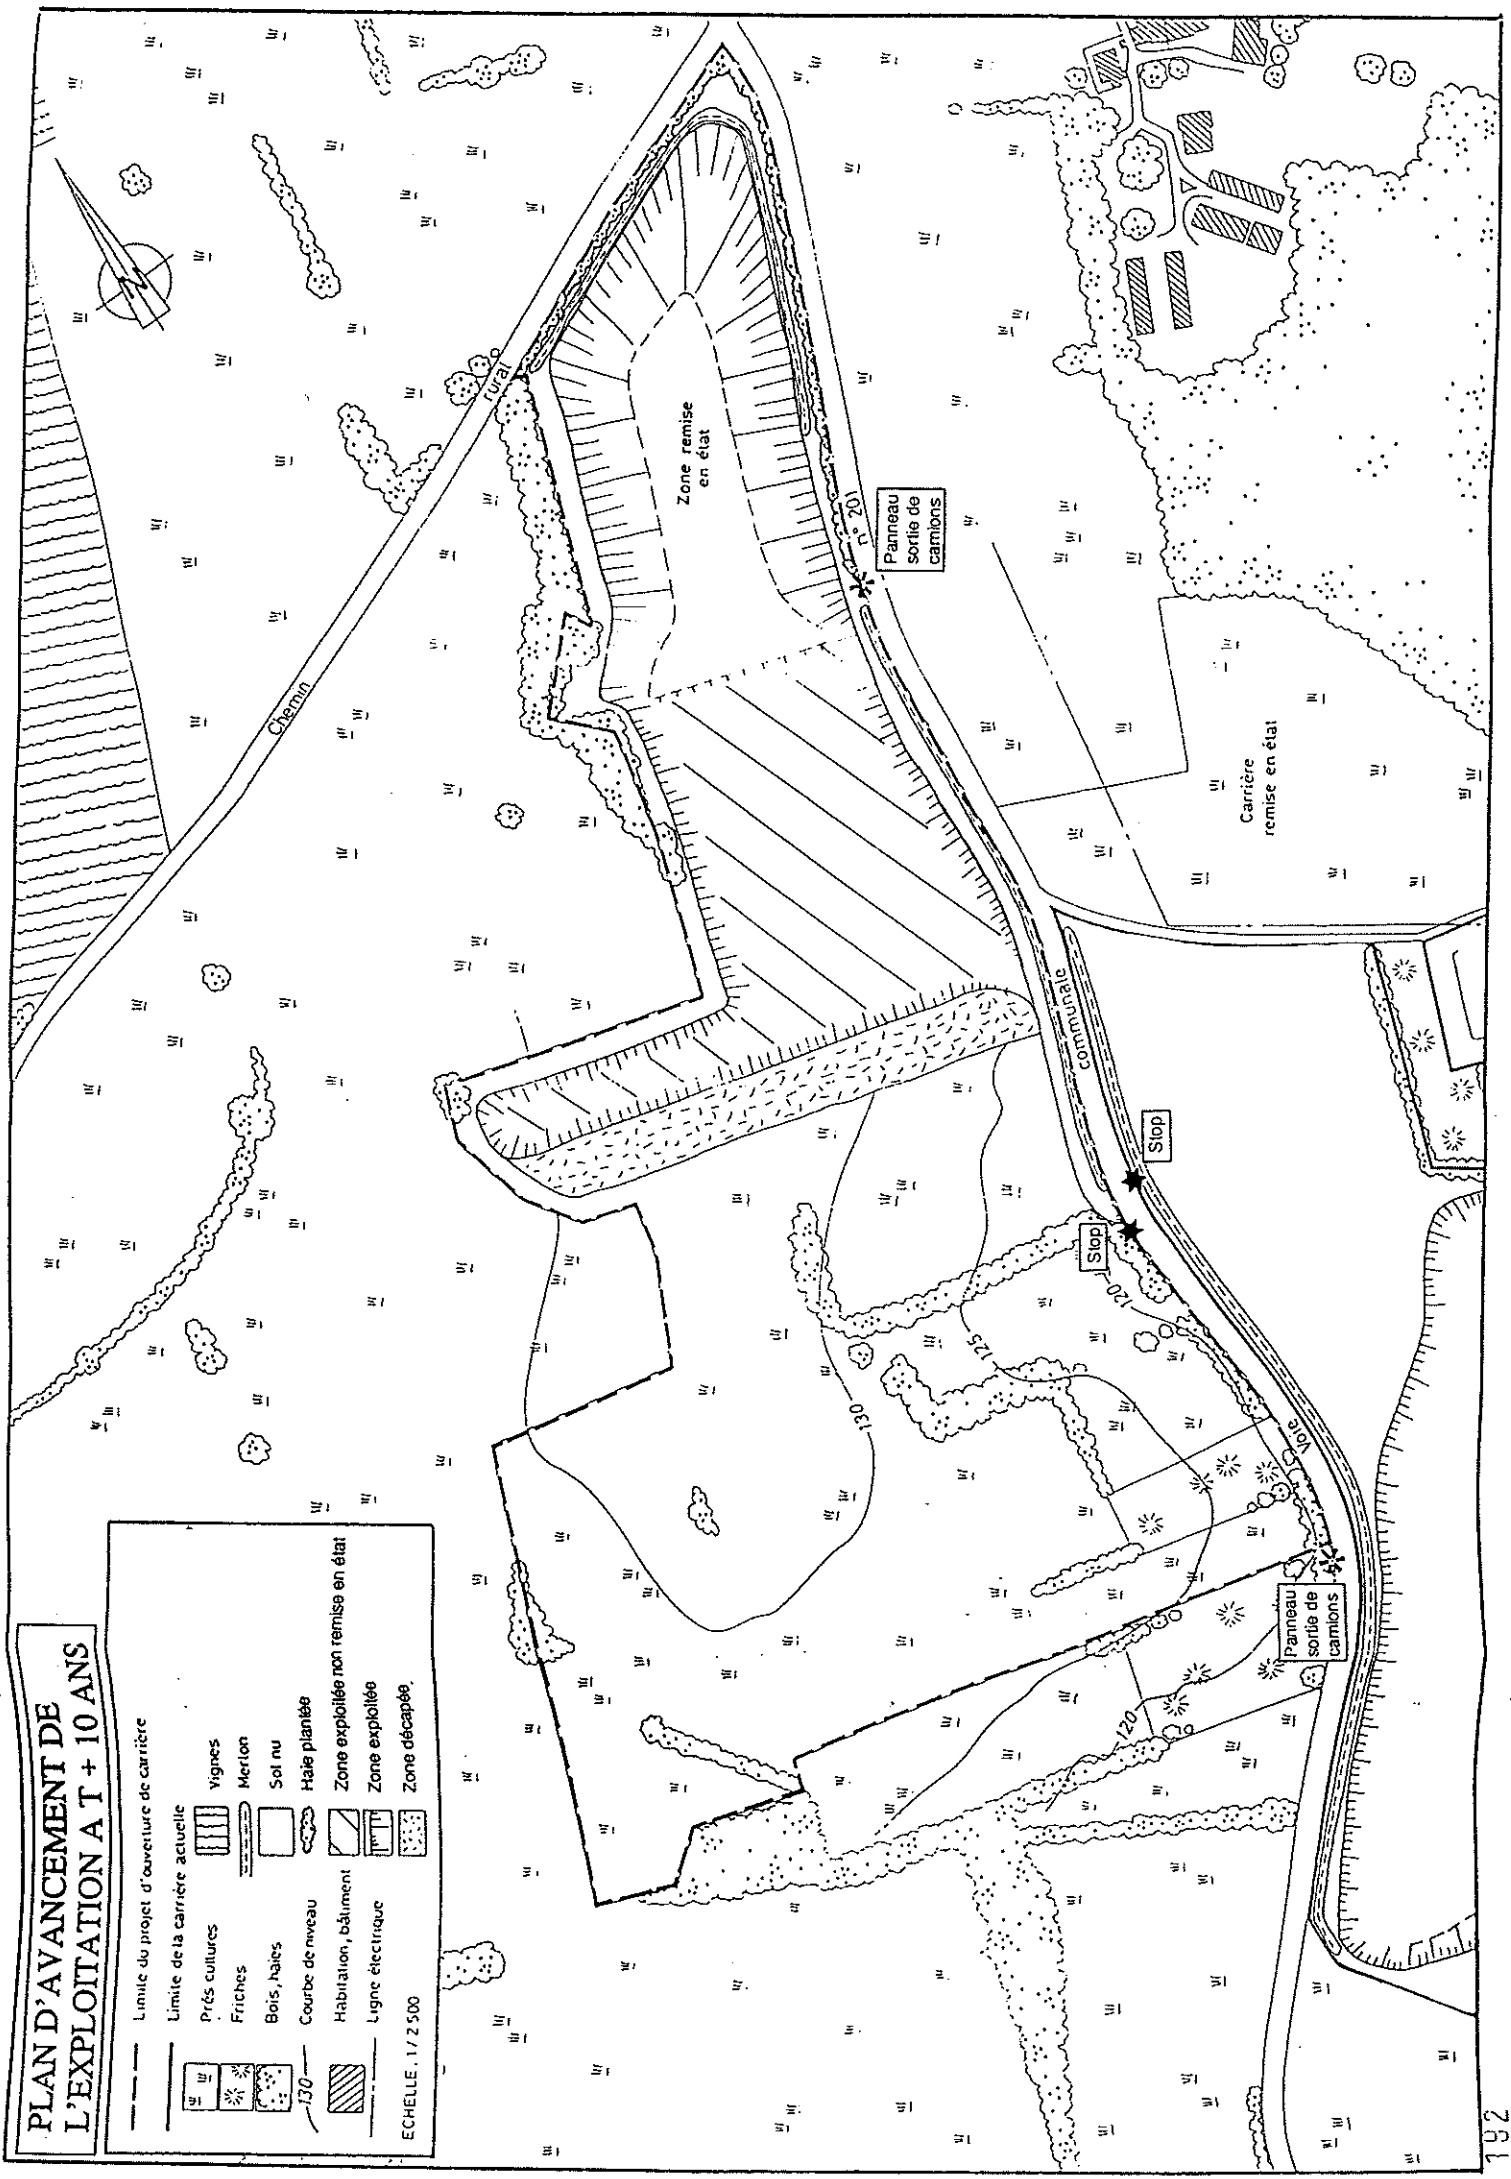 PLAN D'AVANCEMENT DE
L'EXPLOITATION A T + 10 ANS
Limite du projet d'ouverture de carrière
Limite de la carrière actuelle
Prés cultures
Friches
Bois, haies
130
Courbe de niveau
Habitation, bâtiment
Ligne électrique
Vignes
Merlon
Sol nu
Haie plantée
Zone exploitée non remise en état
Zone exploitée
Zone décapée
ECHELLE. 1/2500
N
Chemin
rural
Zone remise
en état
n° 201
Panneau
sortie de
camions
Carrière
remise en état
communale
Stop
Stop
120
125
130
Voie
Panneau
sortie de
camions
120
192